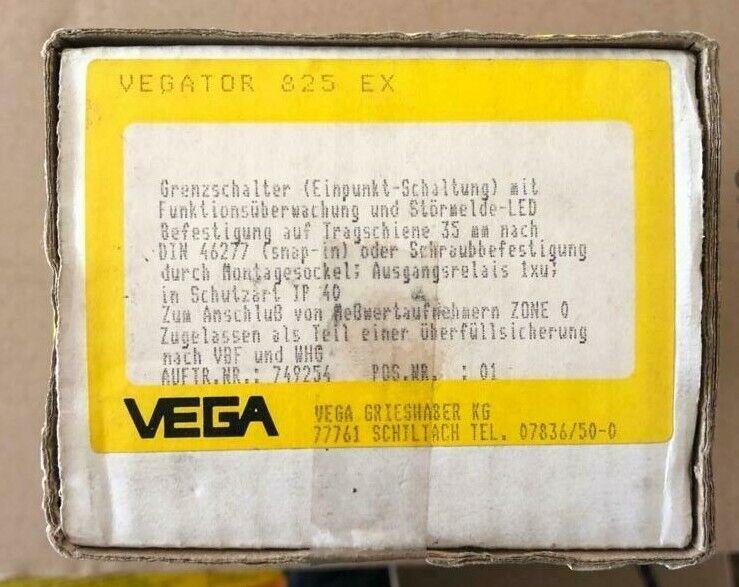 VEGATOR 825 EX
Grenzschalter (Einpunkt-Schaltung) mit
Funktionsüberwachung und Störmelde-LED
Befestigung auf Tragschiene 35 mm nach
DIN 46277 (snap-in) oder Schraubbefestigung
durch Montagesockel; Ausgangsrelais 1xu;
in Schutzart IP 40
Zum Anschluß von Meßwertaufnehmern ZONE 0
Zugelassen als Teil einer überfüllsicherung
nach VBF und WHG
AUFTR.NR.: 749254 POS.NR. : 01
VEGA
VEGA GRIESHABER KG
77761 SCHILTACH TEL. 07836/50-0